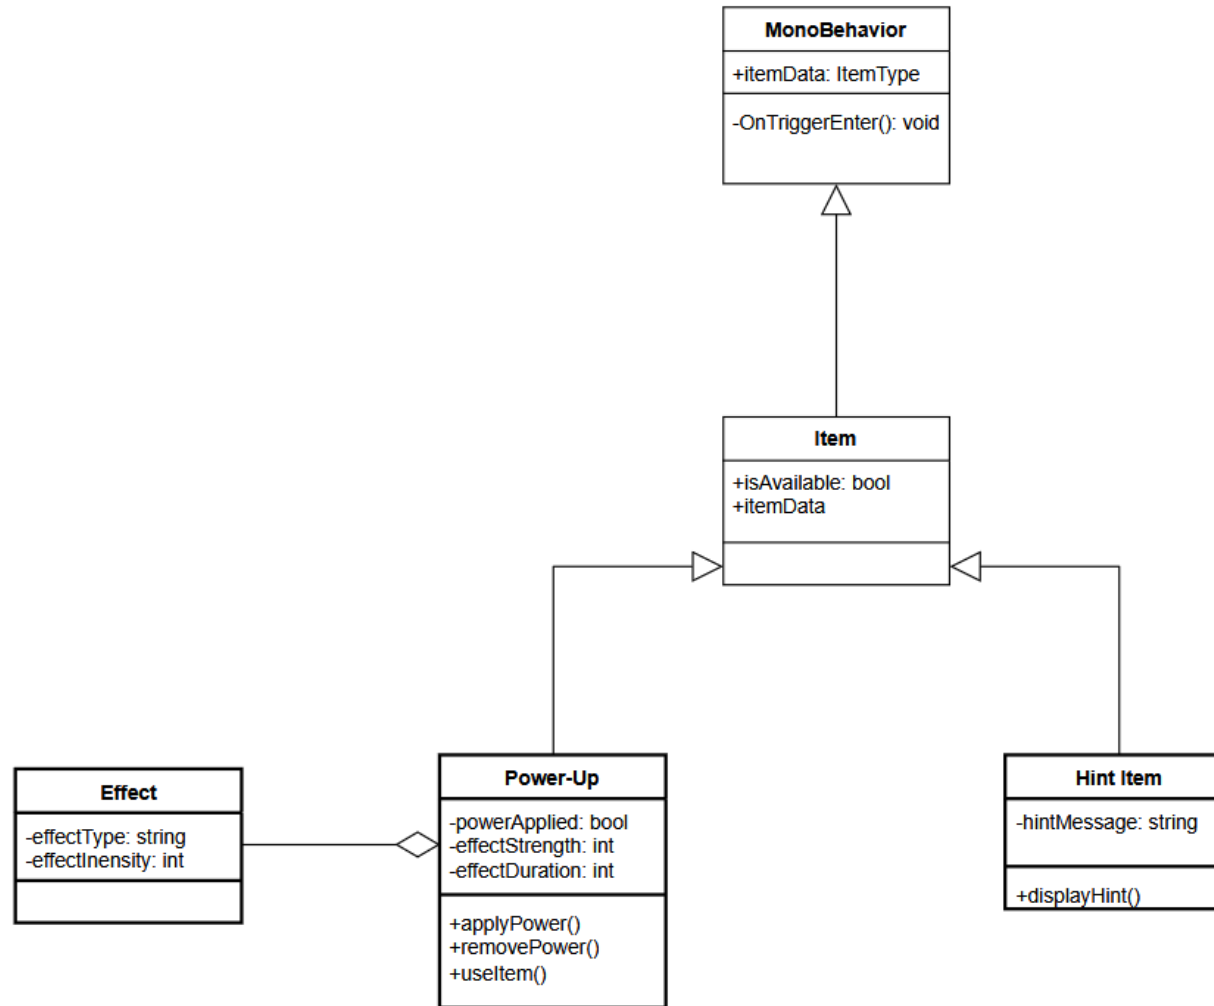 MonoBehavior
+itemData: ItemType
-OnTriggerEnter(): void
Item
+isAvailable: bool
+itemData
Effect
-effectType: string
-effectInensity: int
Power-Up
-powerApplied: bool
-effectStrength: int
-effectDuration: int
+applyPower()
+removePower()
+useItem()
Hint Item
-hintMessage: string
+displayHint()